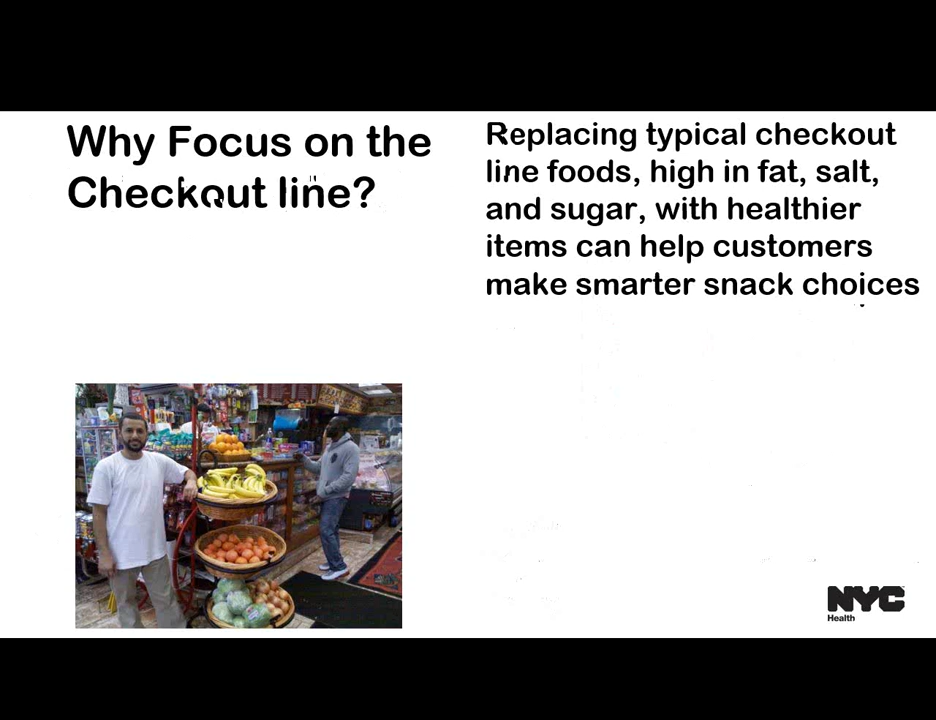 Why Focus on the
Checkout line?
Replacing typical checkout
line foods, high in fat, salt,
and sugar, with healthier
items can help customers
make smarter snack choices
NYC
Health